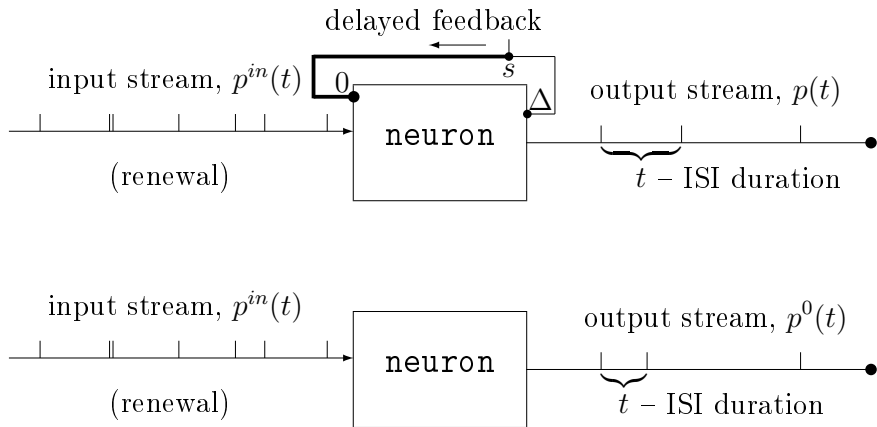 delayed feedback
input stream, p^{in}(t)
0
s
Δ
output stream, p(t)
neuron
(renewal)
t – ISI duration
input stream, p^{in}(t)
output stream, p^0(t)
neuron
(renewal)
t – ISI duration